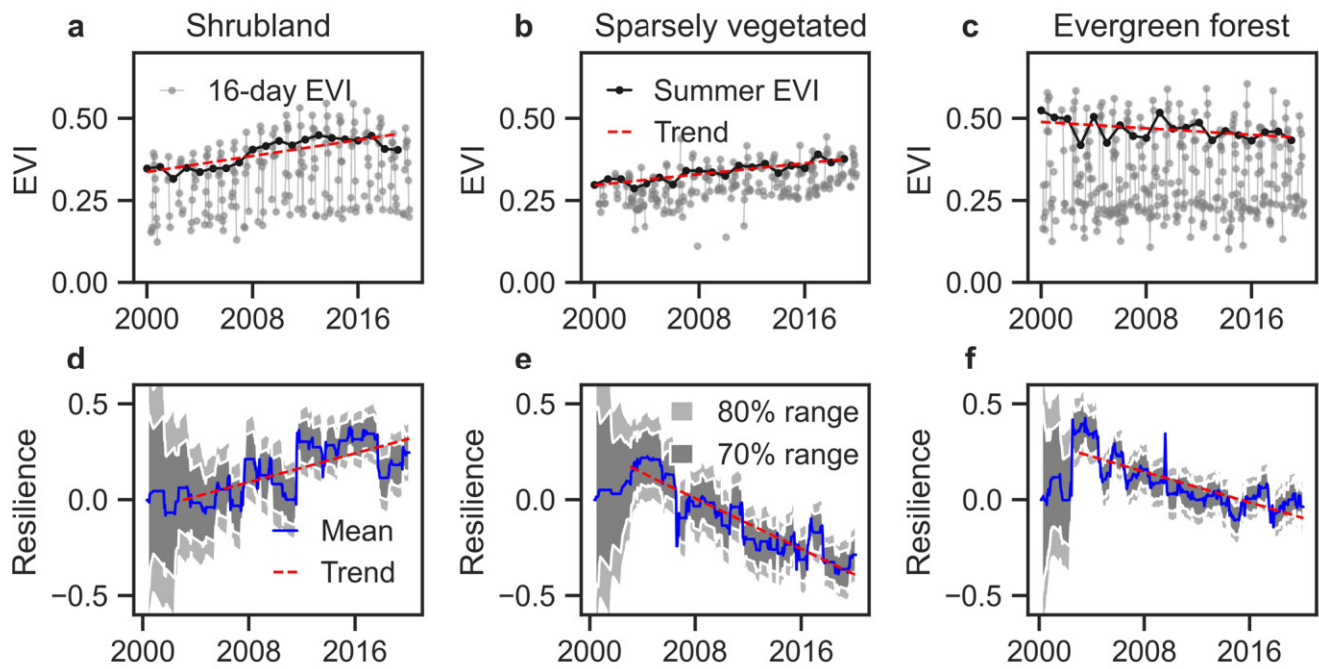 a Shrubland
b Sparsely vegetated
c Evergreen forest
16-day EVI
Summer EVI
Trend
EVI
0.50
0.25
0.00
2000 2008 2016
EVI
0.50
0.25
0.00
2000 2008 2016
EVI
0.50
0.25
0.00
2000 2008 2016
d
e
f
Resilience
0.5
0.0
−0.5
Mean
Trend
2000 2008 2016
Resilience
0.5
0.0
−0.5
80% range
70% range
2000 2008 2016
Resilience
0.5
0.0
−0.5
2000 2008 2016